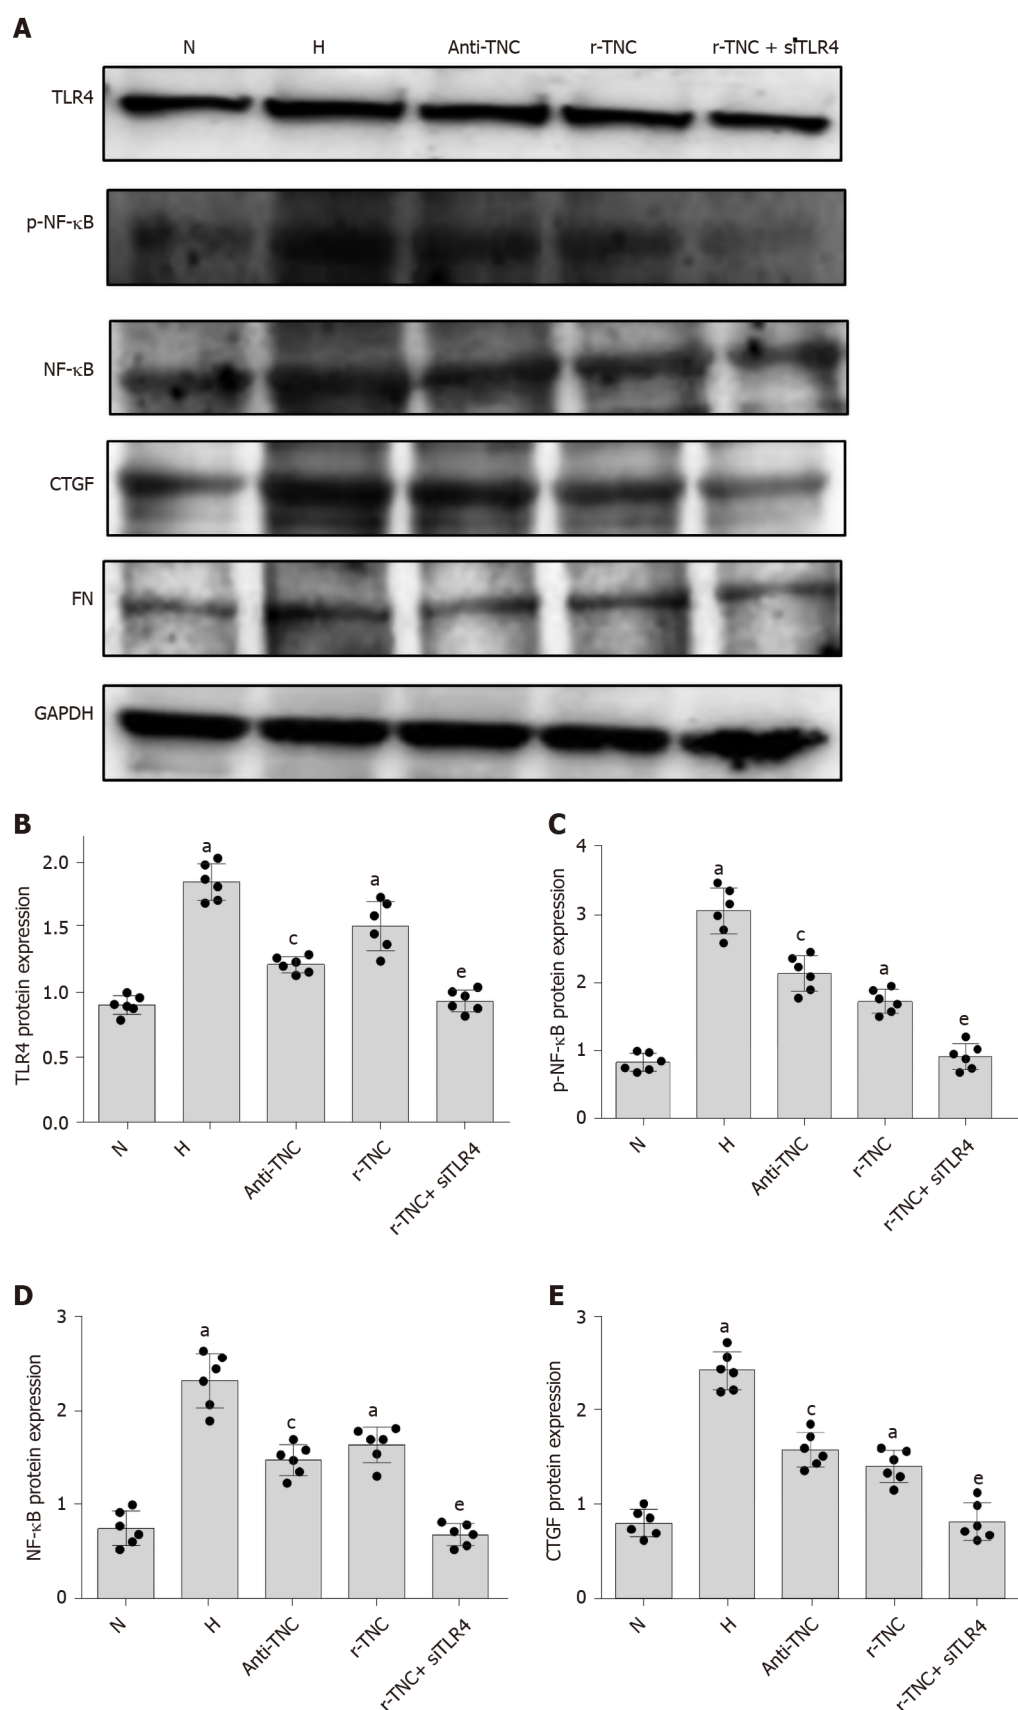 A
N H Anti-TNC r-TNC r-TNC + siTLR4
TLR4
p-NF-κB
NF-κB
CTGF
FN
GAPDH
B
TLR4 protein expression
2.0
1.5
1.0
0.5
0.0
a
c
a
e
N
H
Anti-TNC
r-TNC
r-TNC+ siTLR4
C
p-NF-κB protein expression
4
3
2
1
0
a
c
a
e
N
H
Anti-TNC
r-TNC
r-TNC+ siTLR4
D
NF-κB protein expression
3
2
1
0
a
c
a
e
N
H
Anti-TNC
r-TNC
r-TNC+ siTLR4
E
CTGF protein expression
3
2
1
0
a
c
a
e
N
H
Anti-TNC
r-TNC
r-TNC+ siTLR4